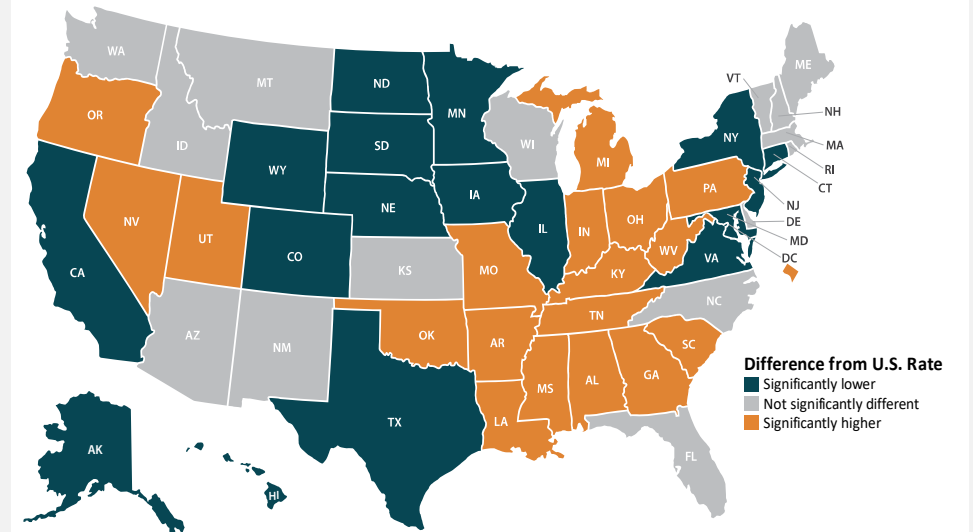 WA
MT
ND
MN
OR
ID
WY
SD
WI
MI
NY
VT
ME
NH
MA
RI
CT
NJ
DE
MD
DC
NV
UT
CO
NE
IA
IL
IN
OH
PA
WV
VA
CA
KS
MO
KY
AZ
NM
OK
AR
TN
NC
SC
TX
LA
MS
AL
GA
FL
AK
HI
Difference from U.S. Rate
Significantly lower
Not significantly different
Significantly higher